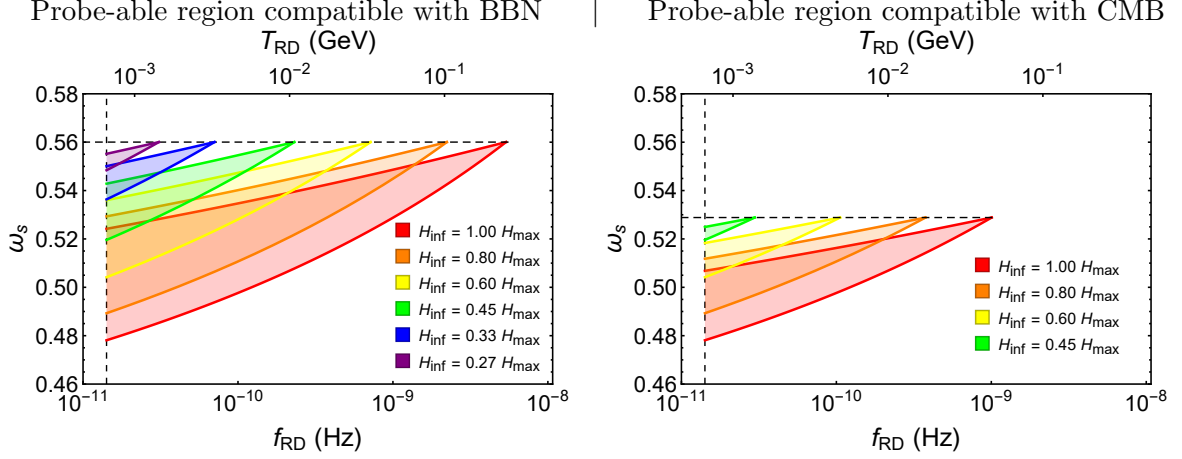 Probe-able region compatible with BBN | Probe-able region compatible with CMB
T_RD (GeV)
10^-3 10^-2 10^-1
0.58
0.56
0.54
0.52
0.50
0.48
0.46
ω_s
H_inf = 1.00 H_max
H_inf = 0.80 H_max
H_inf = 0.60 H_max
H_inf = 0.45 H_max
H_inf = 0.33 H_max
H_inf = 0.27 H_max
10^-11 10^-10 10^-9 10^-8
f_RD (Hz)
T_RD (GeV)
10^-3 10^-2 10^-1
0.58
0.56
0.54
0.52
0.50
0.48
0.46
ω_s
H_inf = 1.00 H_max
H_inf = 0.80 H_max
H_inf = 0.60 H_max
H_inf = 0.45 H_max
10^-11 10^-10 10^-9 10^-8
f_RD (Hz)